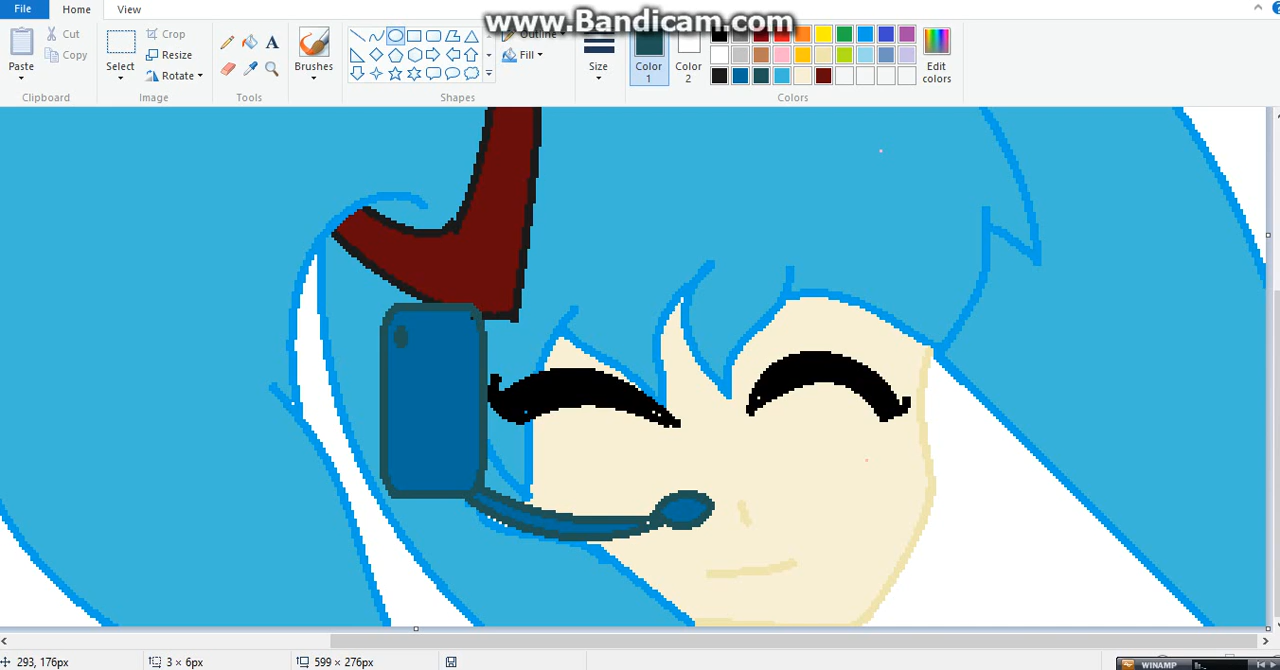 www.Bandicam.com
File Home View
Cut
Copy
Paste
Clipboard
Crop
Resize
Rotate
Select
Image
Tools
Brushes
Outline
Fill
Shapes
Size
Color 1
Color 2
Edit colors
Colors
293, 176px
3 × 6px
599 × 276px
WINAMP